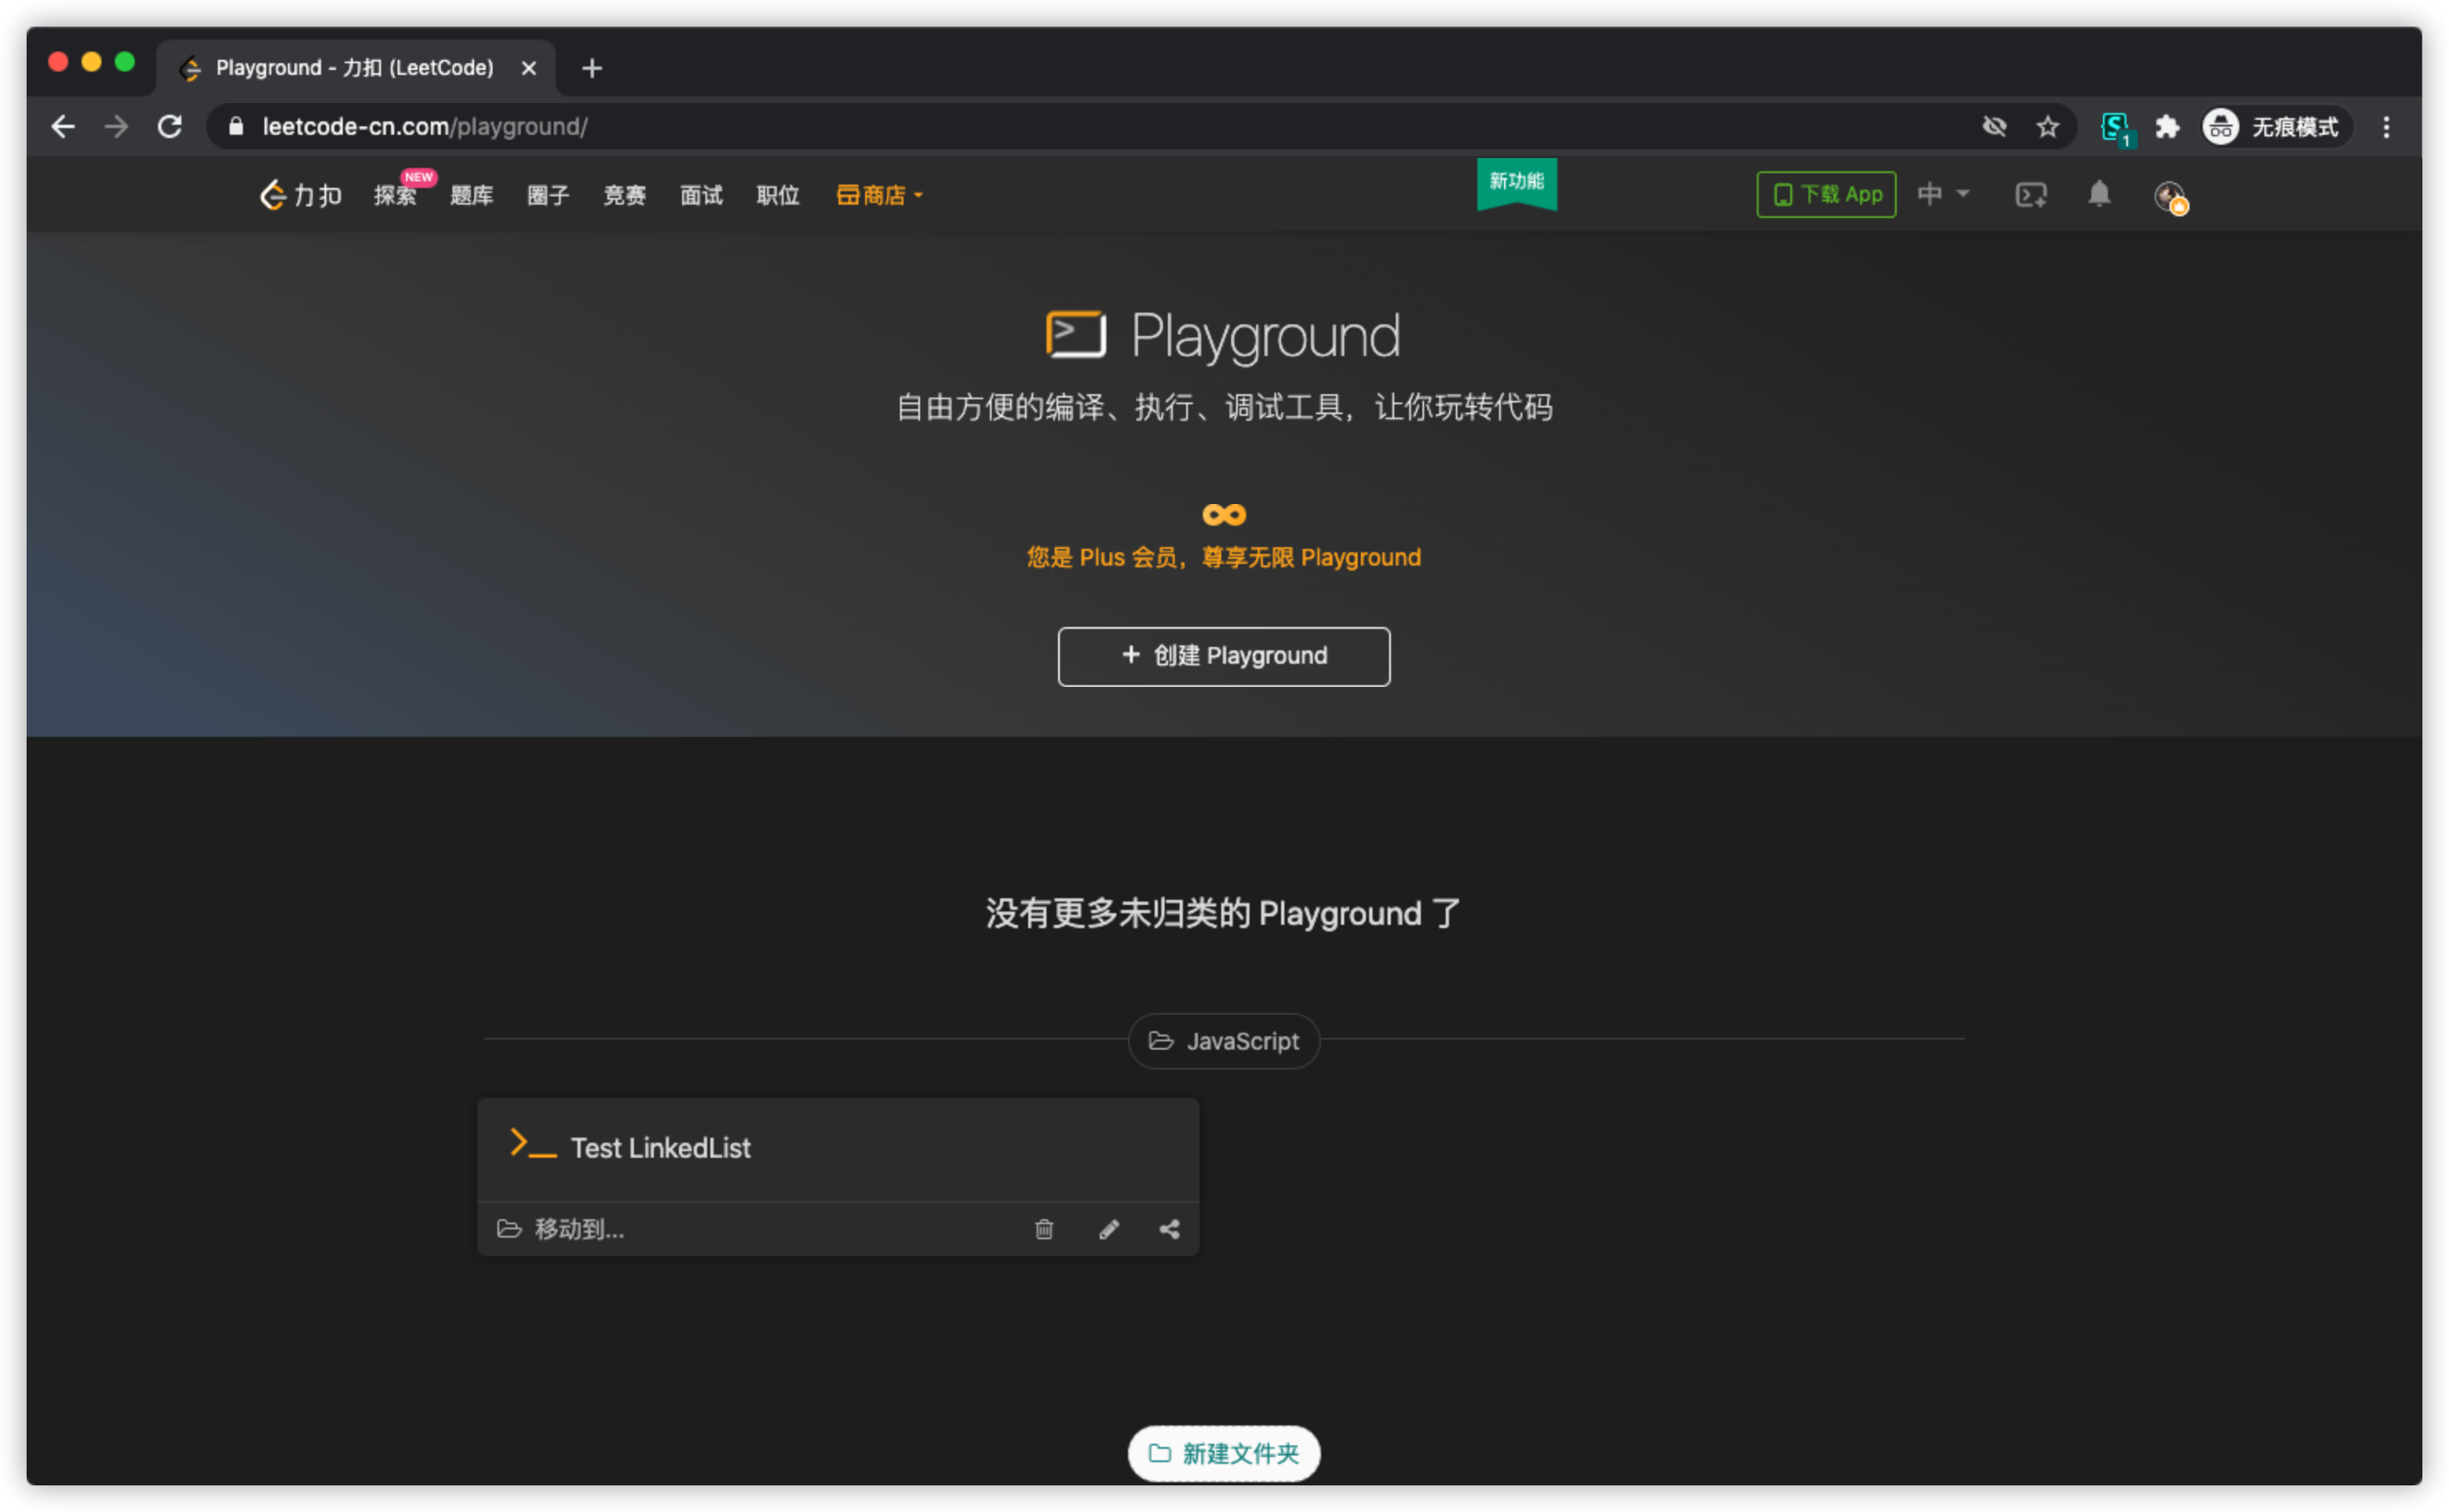 Playground - 力扣 (LeetCode)
leetcode-cn.com/playground/
1
无痕模式
力扣 探索 NEW 题库 圈子 竞赛 面试 职位 商店 新功能 下载 App 中
Playground
自由方便的编译、执行、调试工具，让你玩转代码
您是 Plus 会员，尊享无限 Playground
+ 创建 Playground
没有更多未归类的 Playground 了
JavaScript
Test LinkedList
移动到...
新建文件夹